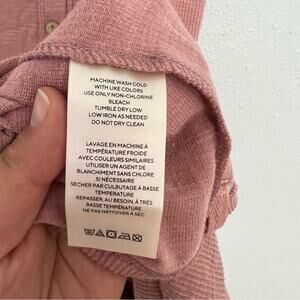 MACHINE WASH COLD
WITH LIKE COLORS
USE ONLY NON-CHLORINE
BLEACH
TUMBLE DRY LOW
LOW IRON AS NEEDED
DO NOT DRY CLEAN
LAVAGE EN MACHINE À
TEMPÉRATURE FROIDE
AVEC COULEURS SIMILAIRES
UTILISER UN AGENT DE
BLANCHIMENT SANS CHLORE
SI NÉCESSAIRE
SECHER PAR CULBUTAGE À BASSE
TEMPERATURE
REPASSER, AU BESOIN, À TRÈS
BASSE TEMPÉRATURE
NE PAS NETTOYER À SEC